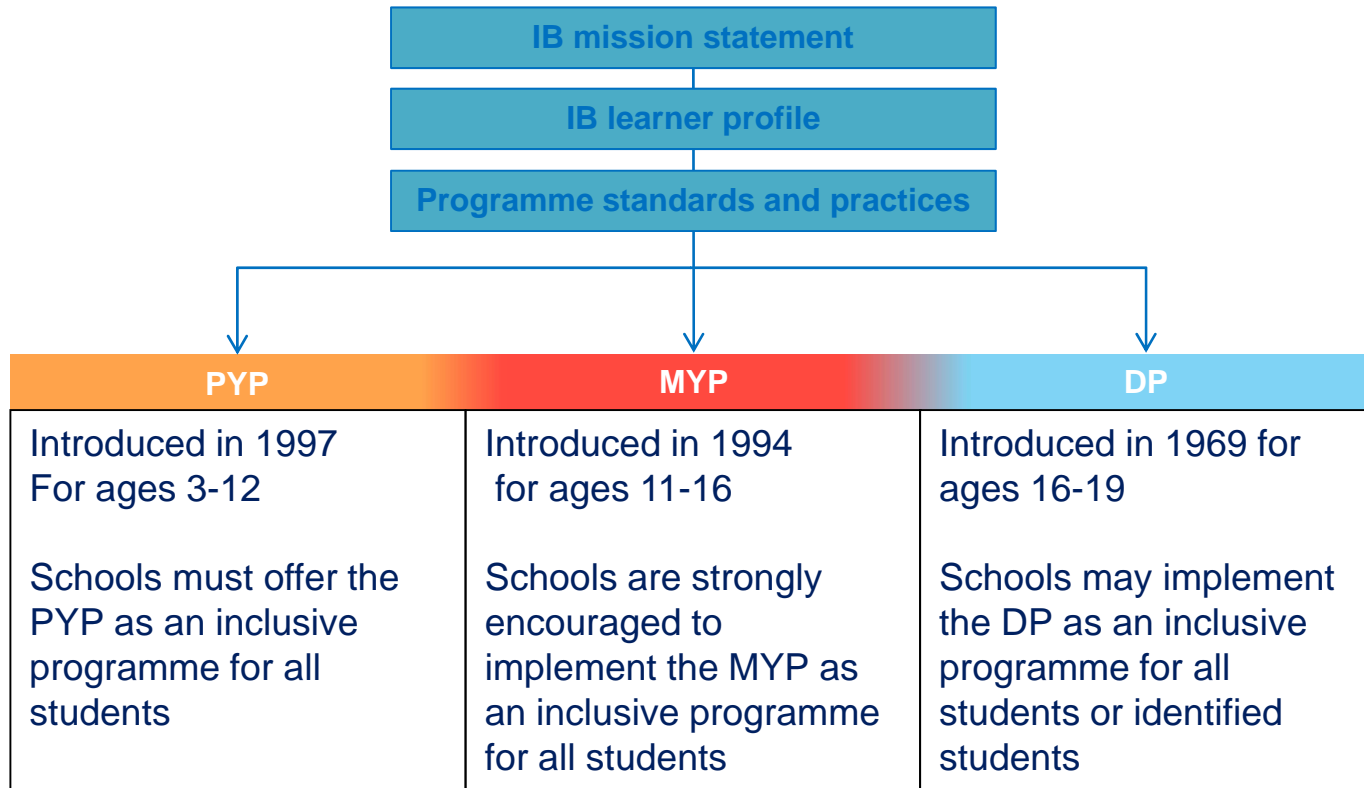 IB mission statement
IB learner profile
Programme standards and practices
PYP
MYP
DP
Introduced in 1997
For ages 3-12
Schools must offer the
PYP as an inclusive
programme for all
students
Introduced in 1994
for ages 11-16
Schools are strongly
encouraged to
implement the MYP as
an inclusive programme
for all students
Introduced in 1969 for
ages 16-19
Schools may implement
the DP as an inclusive
programme for all
students or identified
students